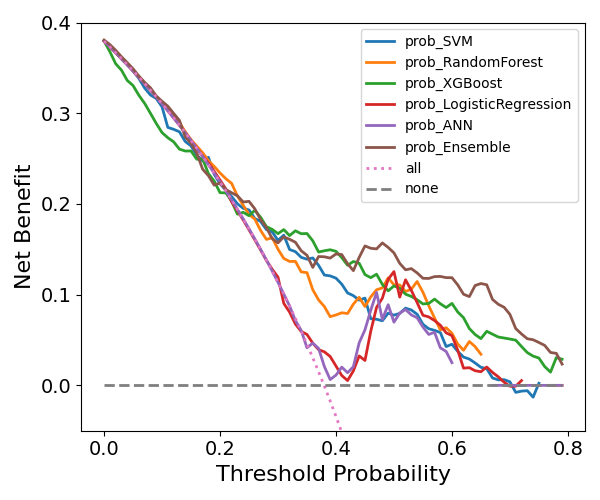 Net Benefit
0.4
0.3
0.2
0.1
0.0
prob_SVM
prob_RandomForest
prob_XGBoost
prob_LogisticRegression
prob_ANN
prob_Ensemble
all
none
0.0 0.2 0.4 0.6 0.8
Threshold Probability